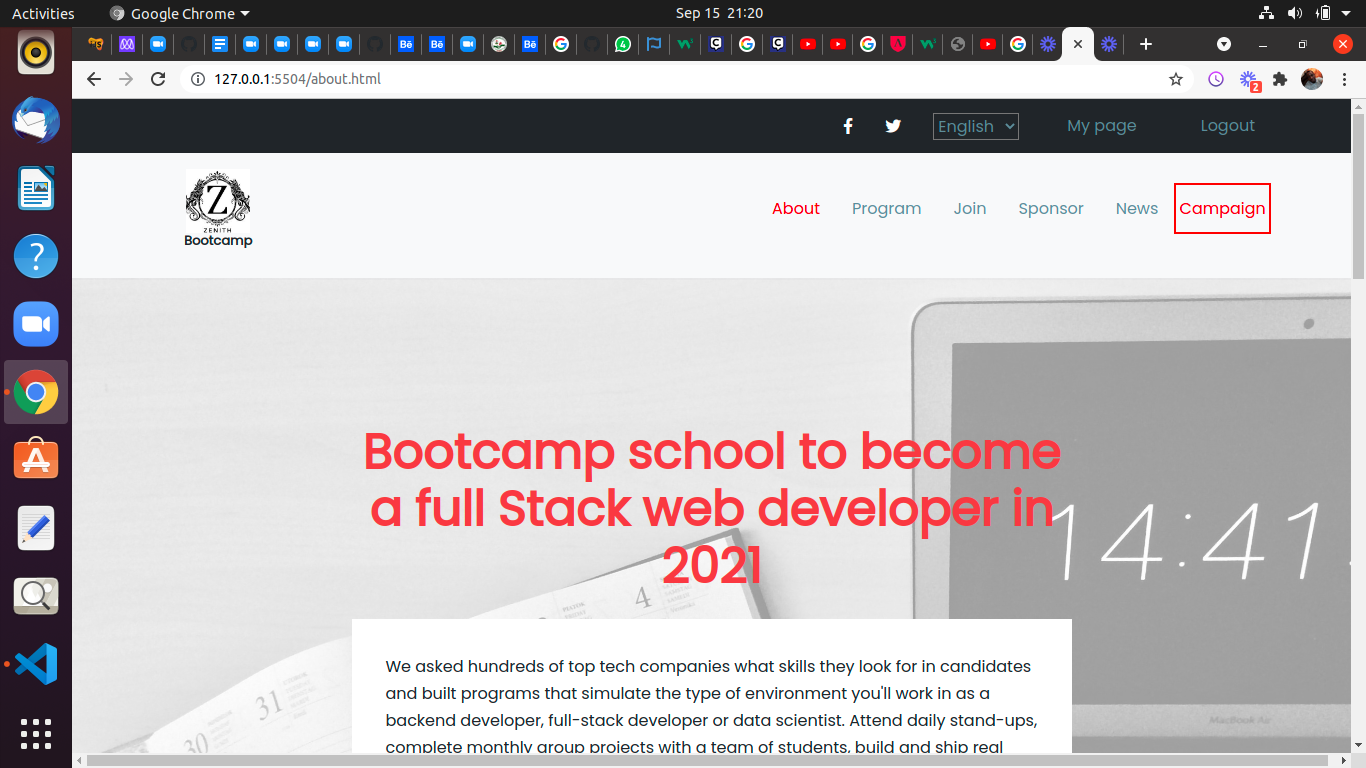 Activities
Google Chrome
Sep 15 21:20
127.0.0.1:5504/about.html
2
English
My page
Logout
Z
ZENITH
Bootcamp
About
Program
Join
Sponsor
News
Campaign
Bootcamp school to become
a full Stack web developer in
2021
14:41
4
31
30
MacBook Air
We asked hundreds of top tech companies what skills they look for in candidates
and built programs that simulate the type of environment you'll work in as a
backend developer, full-stack developer or data scientist. Attend daily stand-ups,
complete monthly group projects with a team of students, build and ship real